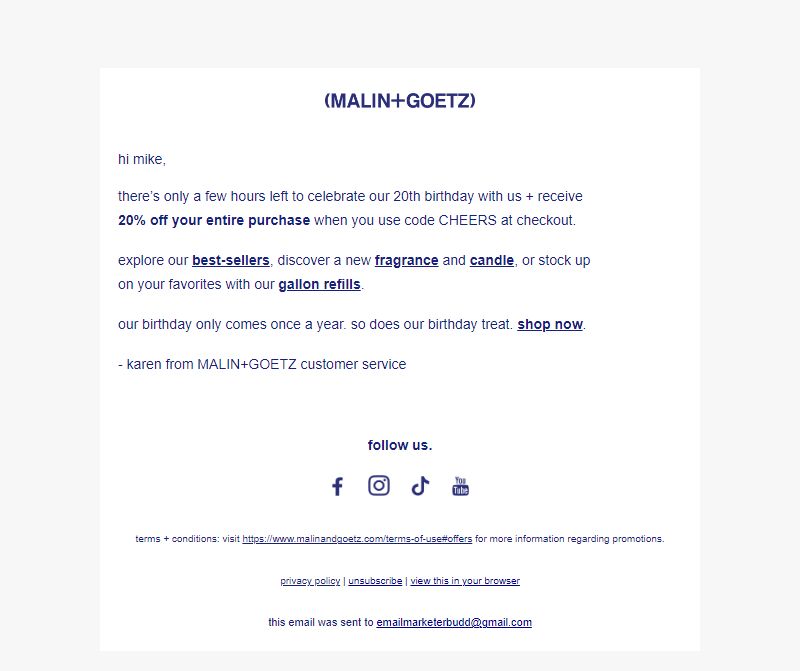 (MALIN+GOETZ)
hi mike,
there's only a few hours left to celebrate our 20th birthday with us + receive
20% off your entire purchase when you use code CHEERS at checkout.
explore our best-sellers, discover a new fragrance and candle, or stock up
on your favorites with our gallon refills.
our birthday only comes once a year. so does our birthday treat. shop now.
- karen from MALIN+GOETZ customer service
follow us.
You Tube
terms + conditions: visit https://www.malinandgoetz.com/terms-of-use#offers for more information regarding promotions.
privacy policy | unsubscribe | view this in your browser
this email was sent to emailmarketerbudd@gmail.com